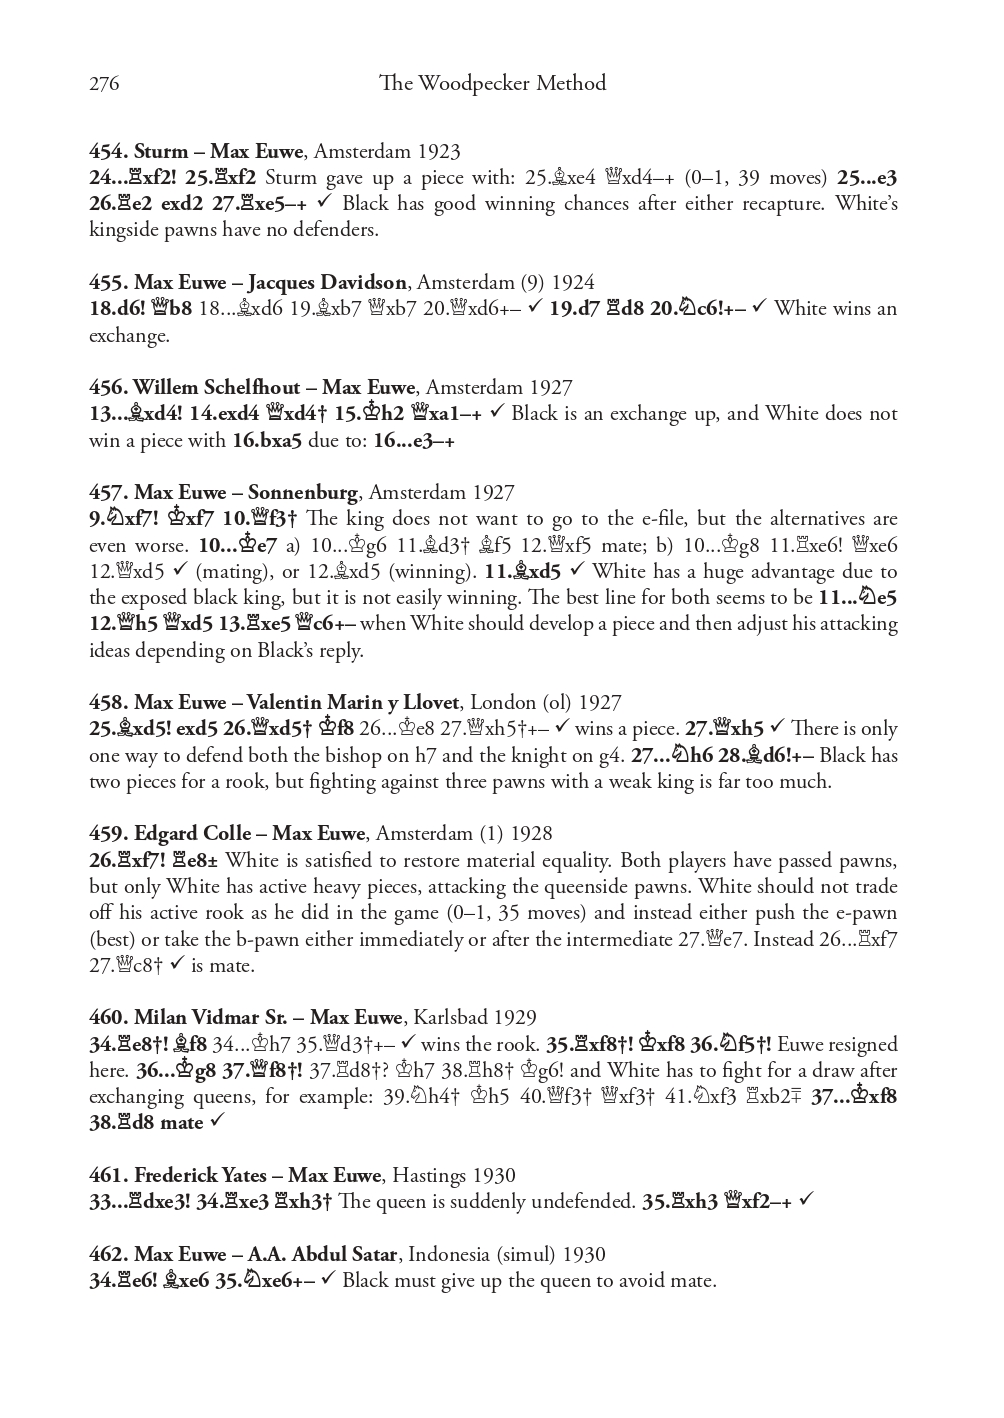 276 The Woodpecker Method
454. Sturm – Max Euwe, Amsterdam 1923
24...♖xf2! 25.♖xf2 Sturm gave up a piece with: 25.♗xe4 ♕xd4–+ (0–1, 39 moves) 25...e3
26.♖e2 exd2 27.♖xe5–+ ✓ Black has good winning chances after either recapture. White’s
kingside pawns have no defenders.
455. Max Euwe – Jacques Davidson, Amsterdam (9) 1924
18.d6! ♕b8 18...♗xd6 19.♗xb7 ♕xb7 20.♕xd6+– ✓ 19.d7 ♖d8 20.♘c6!+– ✓ White wins an
exchange.
456. Willem Schelfhout – Max Euwe, Amsterdam 1927
13...♗xd4! 14.exd4 ♕xd4† 15.♔h2 ♕xa1–+ ✓ Black is an exchange up, and White does not
win a piece with 16.bxa5 due to: 16...e3–+
457. Max Euwe – Sonnenburg, Amsterdam 1927
9.♘xf7! ♔xf7 10.♕f3† The king does not want to go to the e-file, but the alternatives are
even worse. 10...♔e7 a) 10...♔g6 11.♗d3† ♗f5 12.♕xf5 mate; b) 10...♔g8 11.♖xe6! ♕xe6
12.♕xd5 ✓ (mating), or 12.♗xd5 (winning). 11.♗xd5 ✓ White has a huge advantage due to
the exposed black king, but it is not easily winning. The best line for both seems to be 11...♘e5
12.♕h5 ♕xd5 13.♖xe5 ♕c6+– when White should develop a piece and then adjust his attacking
ideas depending on Black’s reply.
458. Max Euwe – Valentin Marin y Llovet, London (ol) 1927
25.♗xd5! exd5 26.♕xd5† ♔f8 26...♔e8 27.♕xh5†+– ✓ wins a piece. 27.♕xh5 ✓ There is only
one way to defend both the bishop on h7 and the knight on g4. 27...♘h6 28.♗d6!+– Black has
two pieces for a rook, but fighting against three pawns with a weak king is far too much.
459. Edgard Colle – Max Euwe, Amsterdam (1) 1928
26.♖xf7! ♖e8± White is satisfied to restore material equality. Both players have passed pawns,
but only White has active heavy pieces, attacking the queenside pawns. White should not trade
off his active rook as he did in the game (0–1, 35 moves) and instead either push the e-pawn
(best) or take the b-pawn either immediately or after the intermediate 27.♕e7. Instead 26...♖xf7
27.♕c8† ✓ is mate.
460. Milan Vidmar Sr. – Max Euwe, Karlsbad 1929
34.♖e8†! ♗f8 34...♔h7 35.♕d3†+– ✓ wins the rook. 35.♖xf8†! ♔xf8 36.♘f5†! Euwe resigned
here. 36...♔g8 37.♕f8†! 37.♖d8†? ♔h7 38.♖h8† ♔g6! and White has to fight for a draw after
exchanging queens, for example: 39.♘h4† ♔h5 40.♕f3† ♕xf3† 41.♘xf3 ♖xb2∓ 37...♔xf8
38.♖d8 mate ✓
461. Frederick Yates – Max Euwe, Hastings 1930
33...♖dxe3! 34.♖xe3 ♖xh3† The queen is suddenly undefended. 35.♖xh3 ♕xf2–+ ✓
462. Max Euwe – A.A. Abdul Satar, Indonesia (simul) 1930
34.♖e6! ♗xe6 35.♘xe6+– ✓ Black must give up the queen to avoid mate.